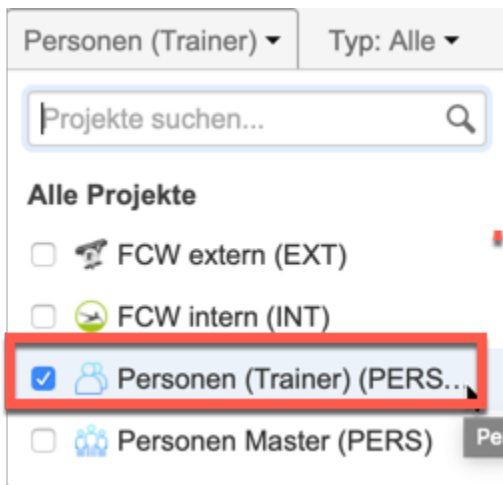 Personen (Trainer) Typ: Alle
Projekte suchen...
Alle Projekte
FCW extern (EXT)
FCW intern (INT)
Personen (Trainer) (PERS...
Personen Master (PERS) Pe